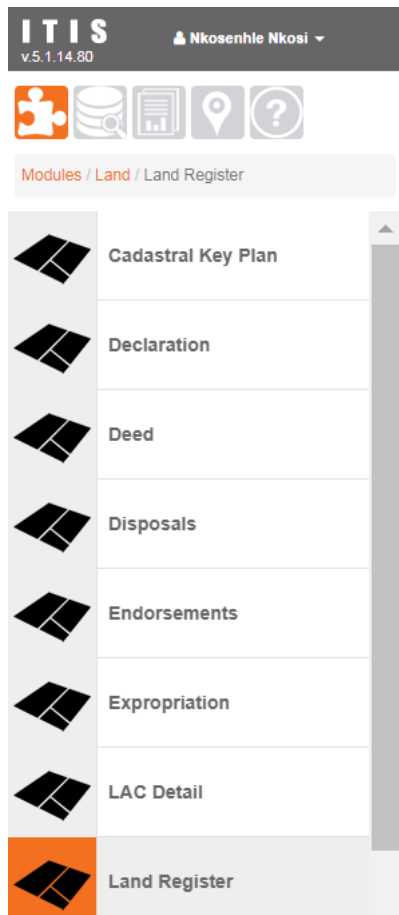 ITIS
Nkosenhle Nkosi
v.5.1.14.80
?
Modules / Land / Land Register
Cadastral Key Plan
Declaration
Deed
Disposals
Endorsements
Expropriation
LAC Detail
Land Register